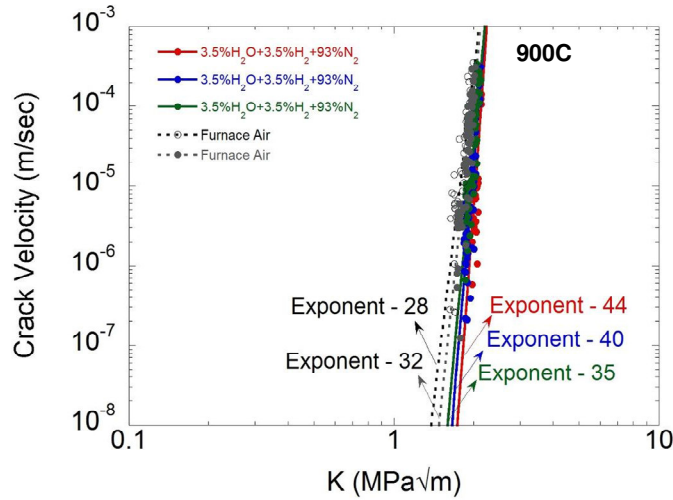 10⁻³
10⁻⁴
10⁻⁵
10⁻⁶
10⁻⁷
10⁻⁸
Crack Velocity (m/sec)
3.5%H₂O+3.5%H₂+93%N₂
3.5%H₂O+3.5%H₂+93%N₂
3.5%H₂O+3.5%H₂+93%N₂
Furnace Air
Furnace Air
900C
Exponent - 28
Exponent - 44
Exponent - 40
Exponent - 32
Exponent - 35
0.1
1
10
K (MPa√m)